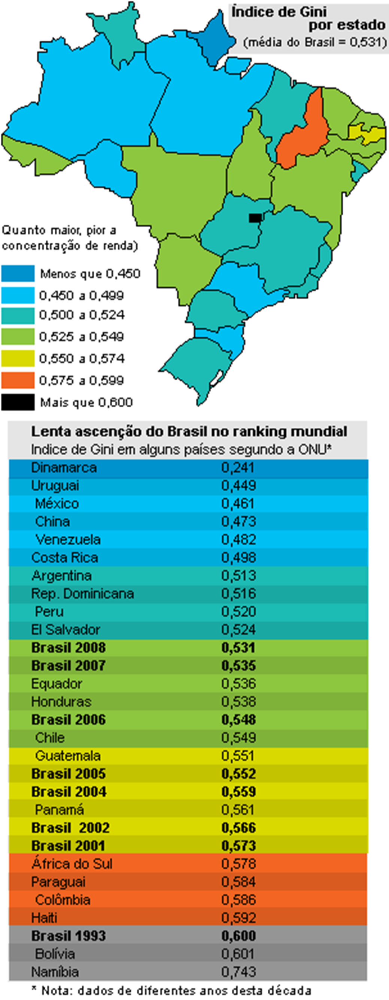 Índice de Gini
por estado
(média do Brasil = 0,531)
Quanto maior, pior a
concentração de renda)
Menos que 0,450
0,450 a 0,499
0,500 a 0,524
0,525 a 0,549
0,550 a 0,574
0,575 a 0,599
Mais que 0,600
Lenta ascenção do Brasil no ranking mundial
Indice de Gini em alguns países segundo a ONU*
Dinamarca 0,241
Uruguai 0,449
México 0,461
China 0,473
Venezuela 0,482
Costa Rica 0,498
Argentina 0,513
Rep. Dominicana 0,516
Peru 0,520
El Salvador 0,524
Brasil 2008 0,531
Brasil 2007 0,535
Equador 0,536
Honduras 0,538
Brasil 2006 0,548
Chile 0,549
Guatemala 0,551
Brasil 2005 0,552
Brasil 2004 0,559
Panamá 0,561
Brasil 2002 0,566
Brasil 2001 0,573
África do Sul 0,578
Paraguai 0,584
Colômbia 0,586
Haiti 0,592
Brasil 1993 0,600
Bolívia 0,601
Namíbia 0,743
* Nota: dados de diferentes anos desta década